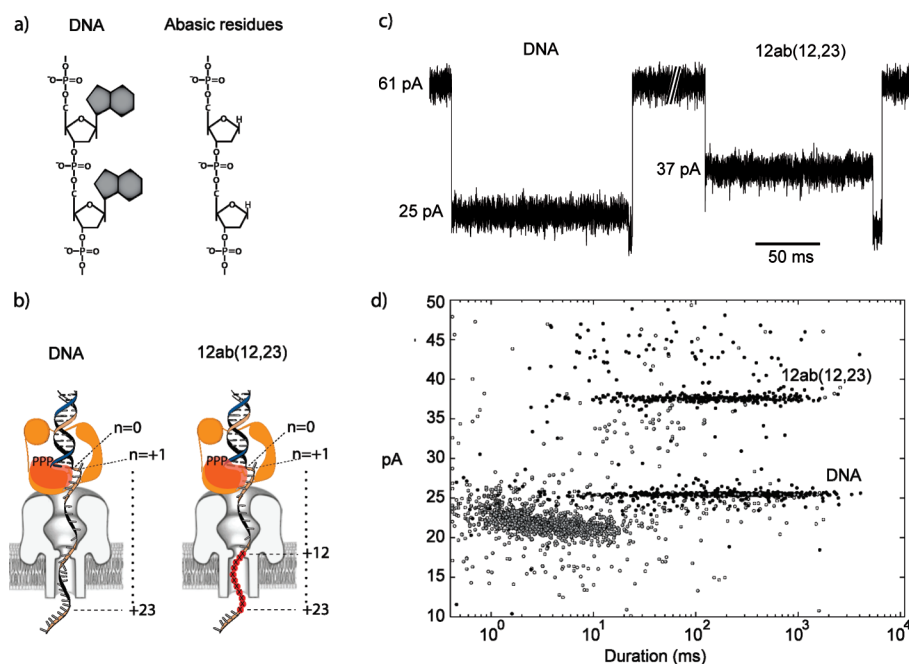 a)
DNA
Abasic residues
⁻O-P=O
⁻O-P=O
⁻O-P=O
⁻O-P=O
⁻O-P=O
⁻O-P=O
O
O
O
O
O
O
O
O
O
O
O
O
C
C
C
C
H
H
b)
DNA
12ab(12,23)
n=0
n=+1
PPP
+23
n=0
n=+1
PPP
+12
+23
c)
DNA
12ab(12,23)
61 pA
37 pA
25 pA
50 ms
d)
50
45
40
35
30
25
20
15
10
pA
12ab(12,23)
DNA
10⁰
10¹
10²
10³
10⁴
Duration (ms)